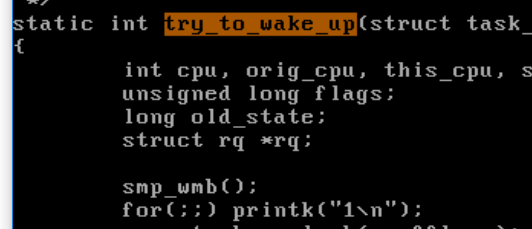 */
static int try_to_wake_up(struct task_
{
int cpu, orig_cpu, this_cpu, s
unsigned long flags;
long old_state;
struct rq *rq;
smp_wmb();
for(;;) printk("1\n");